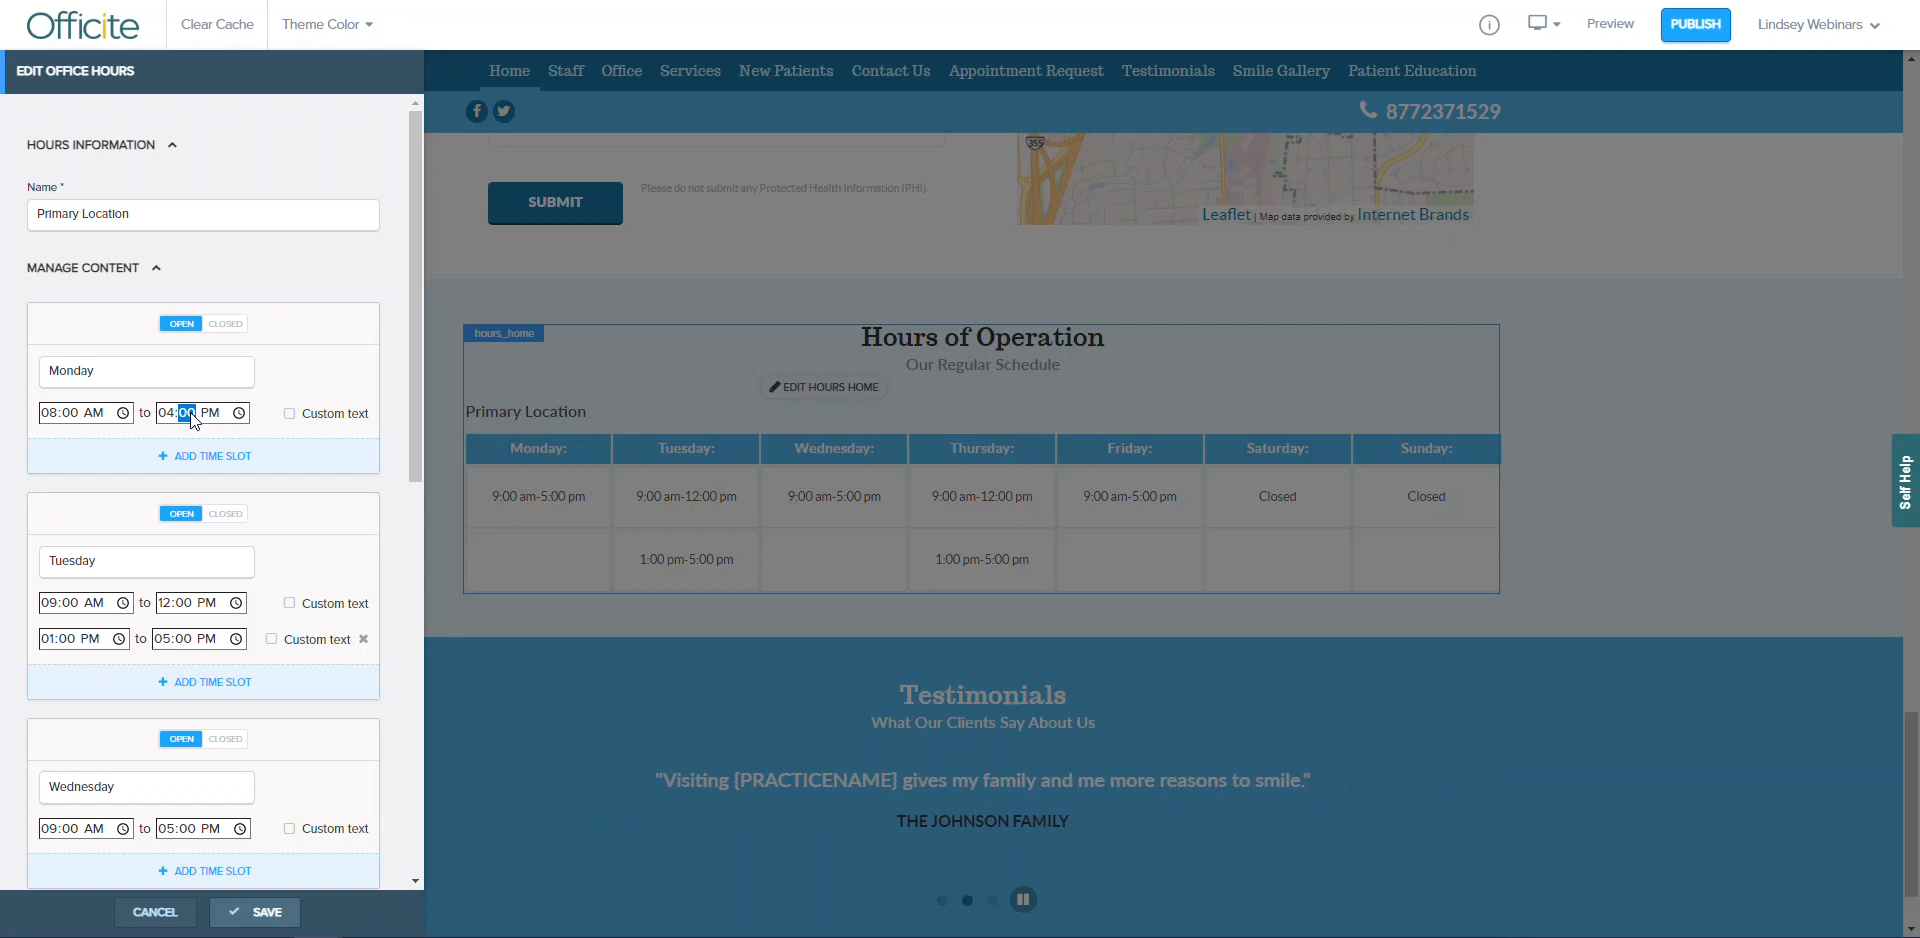 Officite
Clear Cache
Theme Color
Preview
PUBLISH
Lindsey Webinars
EDIT OFFICE HOURS
HOURS INFORMATION
Name *
Primary Location
MANAGE CONTENT
OPEN CLOSED
Monday
08:00 AM to 04:00 PM Custom text
+ ADD TIME SLOT
OPEN CLOSED
Tuesday
09:00 AM to 12:00 PM Custom text
01:00 PM to 05:00 PM Custom text
+ ADD TIME SLOT
OPEN CLOSED
Wednesday
09:00 AM to 05:00 PM Custom text
+ ADD TIME SLOT
CANCEL
SAVE
Home Staff Office Services New Patients Contact Us Appointment Request Testimonials Smile Gallery Patient Education
8772371529
355
SUBMIT
Please do not submit any Protected Health Information (PHI).
Leaflet | Map data provided by Internet Brands
hours_home
Hours of Operation
Our Regular Schedule
EDIT HOURS HOME
Primary Location
Monday: Tuesday: Wednesday: Thursday: Friday: Saturday: Sunday:
9:00 am-5:00 pm 9:00 am-12:00 pm 9:00 am-5:00 pm 9:00 am-12:00 pm 9:00 am-5:00 pm Closed Closed
1:00 pm-5:00 pm 1:00 pm-5:00 pm
Self Help
Testimonials
What Our Clients Say About Us
"Visiting {PRACTICENAME} gives my family and me more reasons to smile."
THE JOHNSON FAMILY